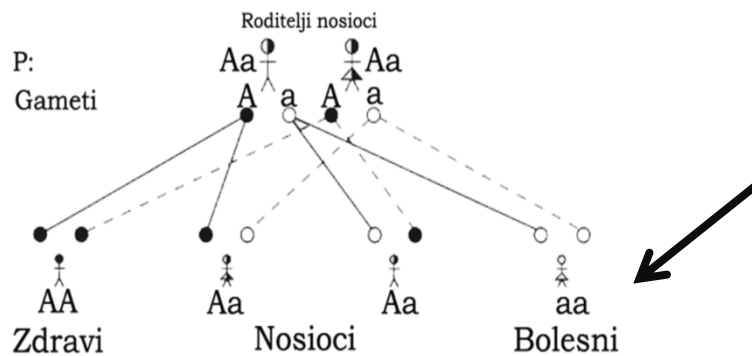 Roditelji nosioci
P: Aa Aa
Gameti A a A a
AA Aa Aa aa
Zdravi Nosioci Bolesni